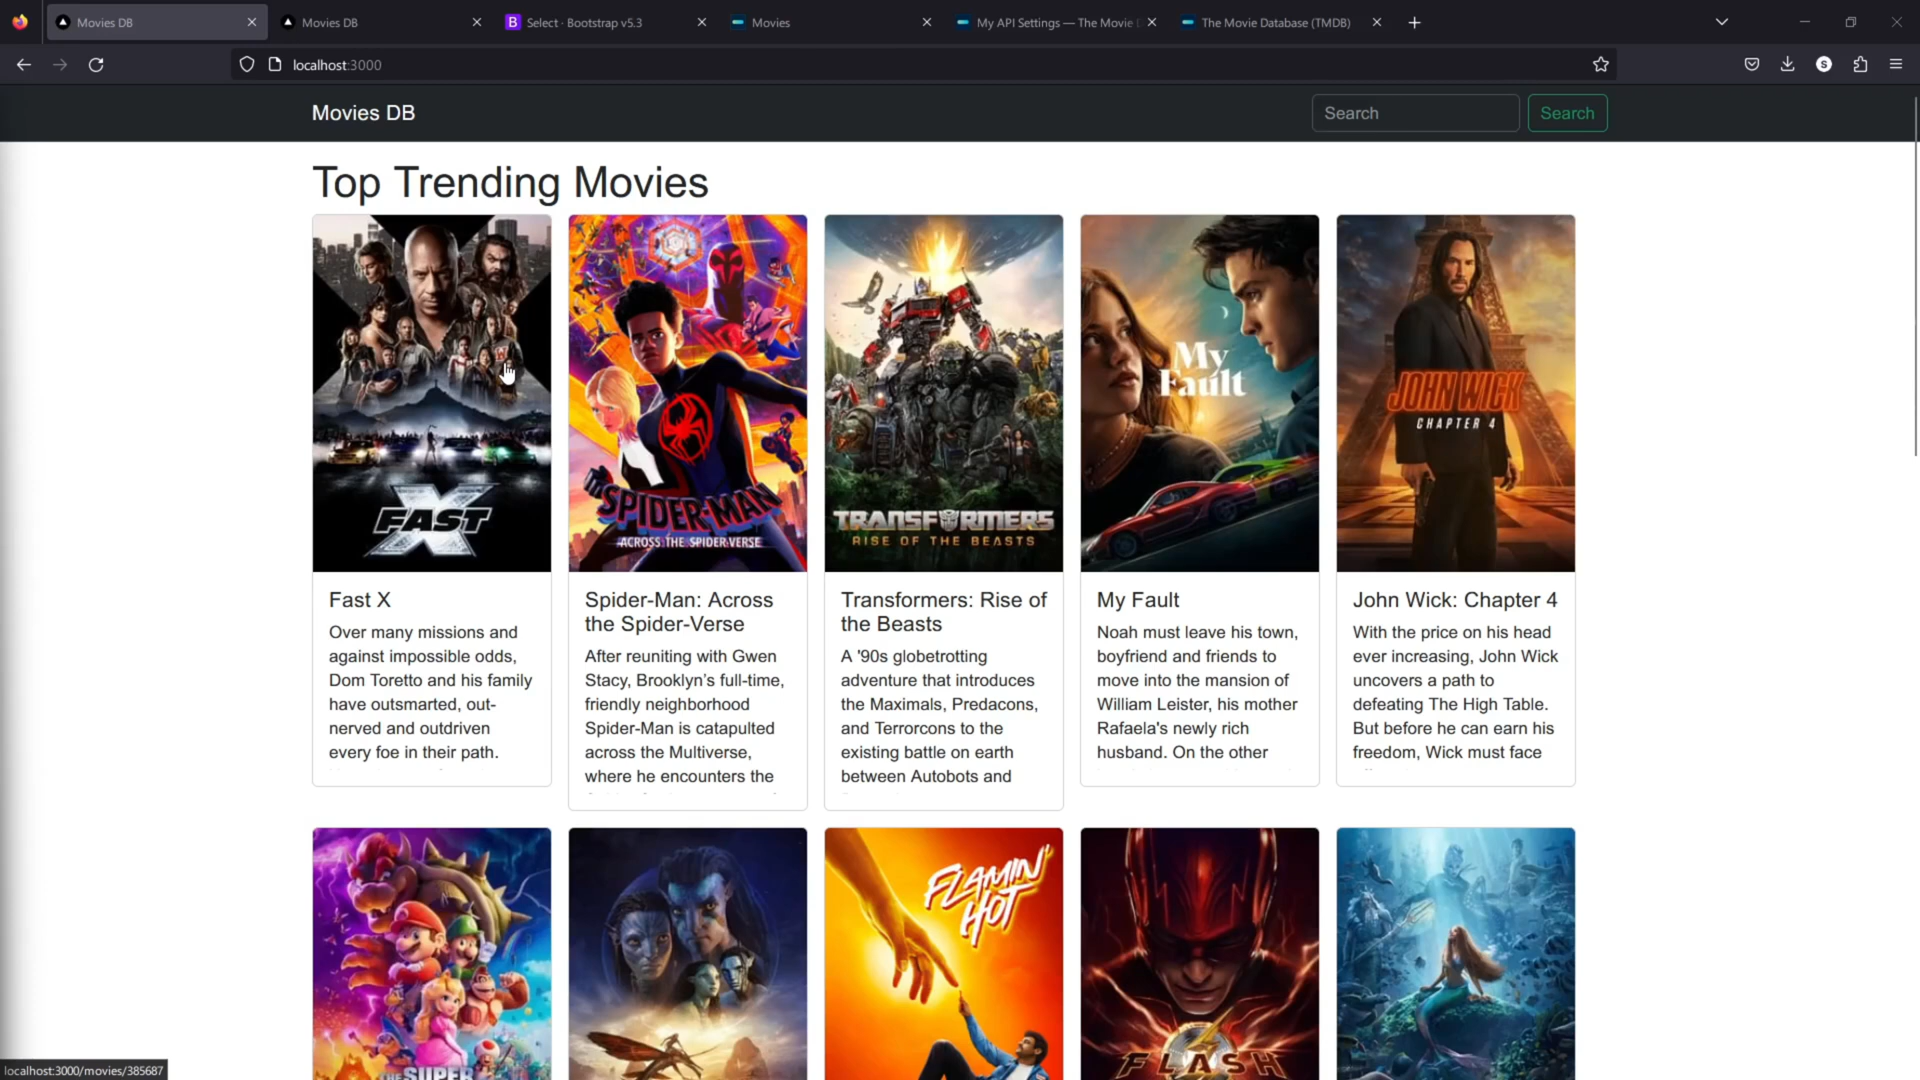 Movies DB
Movies DB
Select · Bootstrap v5.3
Movies
My API Settings — The Movie D
The Movie Database (TMDB)
localhost:3000
S
Movies DB
Search
Search
Top Trending Movies
FAST X
SPIDER-MAN
ACROSS THE SPIDER-VERSE
TRANSFORMERS
RISE OF THE BEASTS
My
Fault
JOHN WICK
CHAPTER 4
Fast X
Over many missions and
against impossible odds,
Dom Toretto and his family
have outsmarted, out-
nerved and outdriven
every foe in their path.
Spider-Man: Across
the Spider-Verse
After reuniting with Gwen
Stacy, Brooklyn’s full-time,
friendly neighborhood
Spider-Man is catapulted
across the Multiverse,
where he encounters the
Transformers: Rise of
the Beasts
A '90s globetrotting
adventure that introduces
the Maximals, Predacons,
and Terrorcons to the
existing battle on earth
between Autobots and
My Fault
Noah must leave his town,
boyfriend and friends to
move into the mansion of
William Leister, his mother
Rafaela's newly rich
husband. On the other
John Wick: Chapter 4
With the price on his head
ever increasing, John Wick
uncovers a path to
defeating The High Table.
But before he can earn his
freedom, Wick must face
THE SUPER
FLAMIN'
HOT
FLASH
localhost:3000/movies/385687